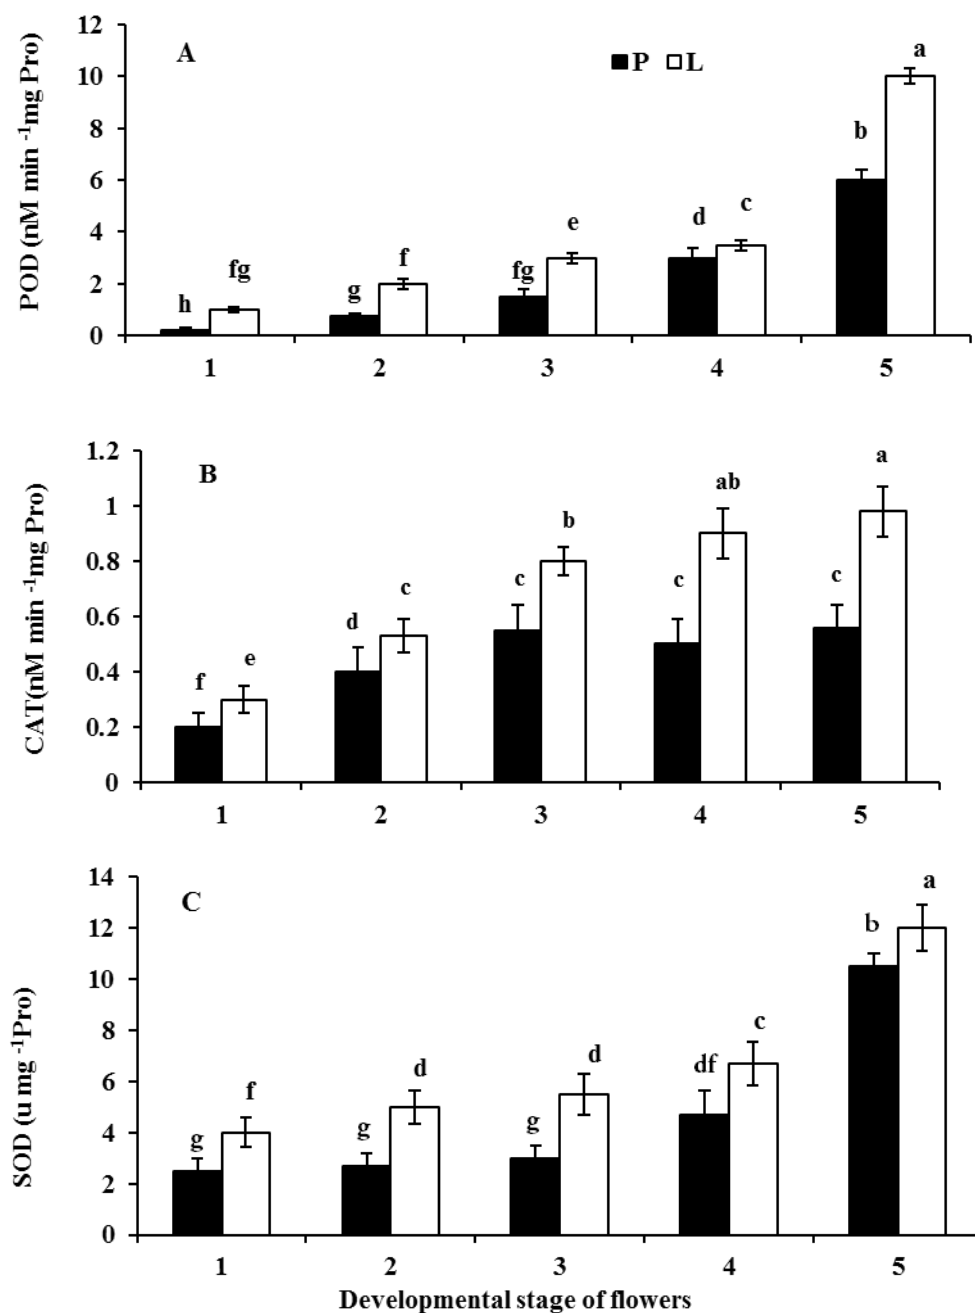 A
P L
POD (nM min -1mg Pro)
12
10
8
6
4
2
0
h fg g f fg e d c b a
1 2 3 4 5
B
CAT(nM min -1mg Pro)
1.2
1
0.8
0.6
0.4
0.2
0
f e d c c b c ab c a
1 2 3 4 5
C
SOD (u mg -1Pro)
14
12
10
8
6
4
2
0
g f g d g d df c b a
1 2 3 4 5
Developmental stage of flowers